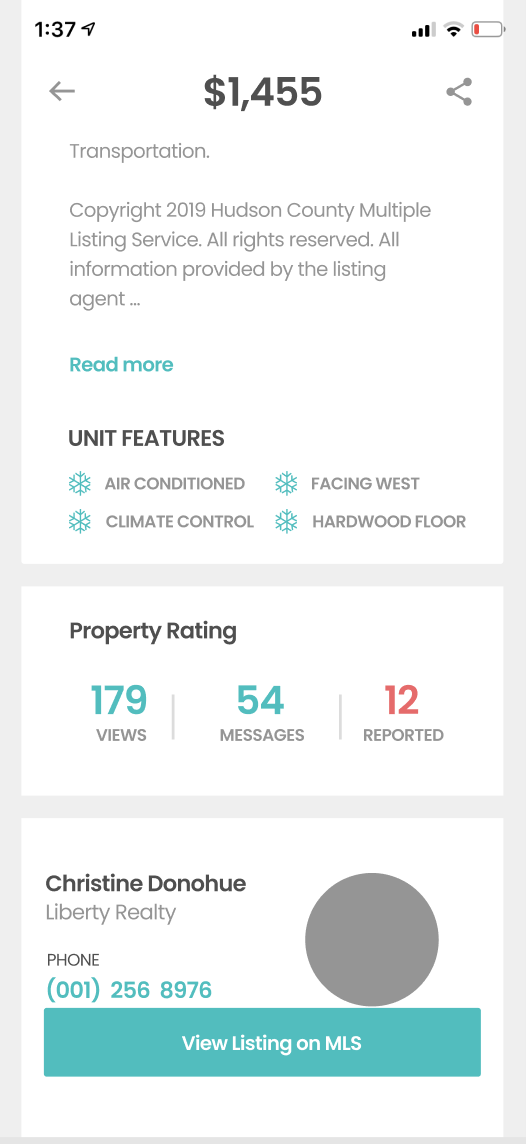 1:37
$1,455
Transportation.
Copyright 2019 Hudson County Multiple
Listing Service. All rights reserved. All
information provided by the listing
agent ...
Read more
UNIT FEATURES
AIR CONDITIONED FACING WEST
CLIMATE CONTROL HARDWOOD FLOOR
Property Rating
179 54 12
VIEWS MESSAGES REPORTED
Christine Donohue
Liberty Realty
PHONE
(001) 256 8976
View Listing on MLS